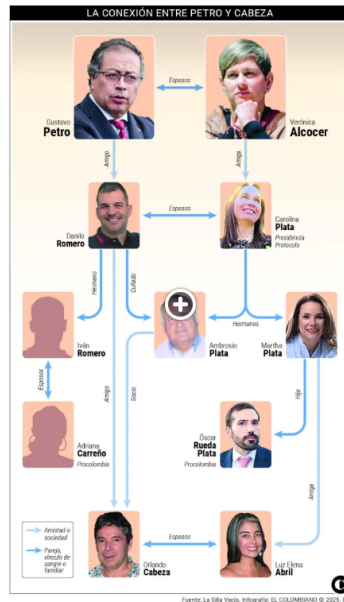 LA CONEXIÓN ENTRE PETRO Y CABEZA
Esposos
Gustavo
Petro
Verónica
Alcocer
Amigo
Amiga
Esposos
Danilo
Romero
Carolina
Plata
Presidencia
Protocolo
Hermano
Cuñado
Hermanos
Iván
Romero
Ambrosio
Plata
Martha
Plata
Esposos
Amigo
Socio
Hijo
Adriana
Carreño
Procolombia
Óscar
Rueda
Plata
Procolombia
Amiga
Amistad o
sociedad
Pareja,
vínculo de
sangre o
familiar
Esposos
Orlando
Cabeza
Luz Elena
Abril
Fuente: La Silla Vacía. Infografía: EL COLOMBIANO © 2025.